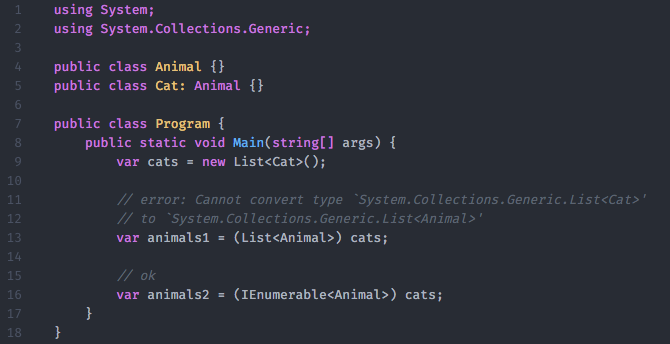 1 using System;
2 using System.Collections.Generic;
3
4 public class Animal {}
5 public class Cat: Animal {}
6
7 public class Program {
8     public static void Main(string[] args) {
9         var cats = new List<Cat>();
10
11         // error: Cannot convert type `System.Collections.Generic.List<Cat>'
12         // to `System.Collections.Generic.List<Animal>'
13         var animals1 = (List<Animal>) cats;
14
15         // ok
16         var animals2 = (IEnumerable<Animal>) cats;
17     }
18 }